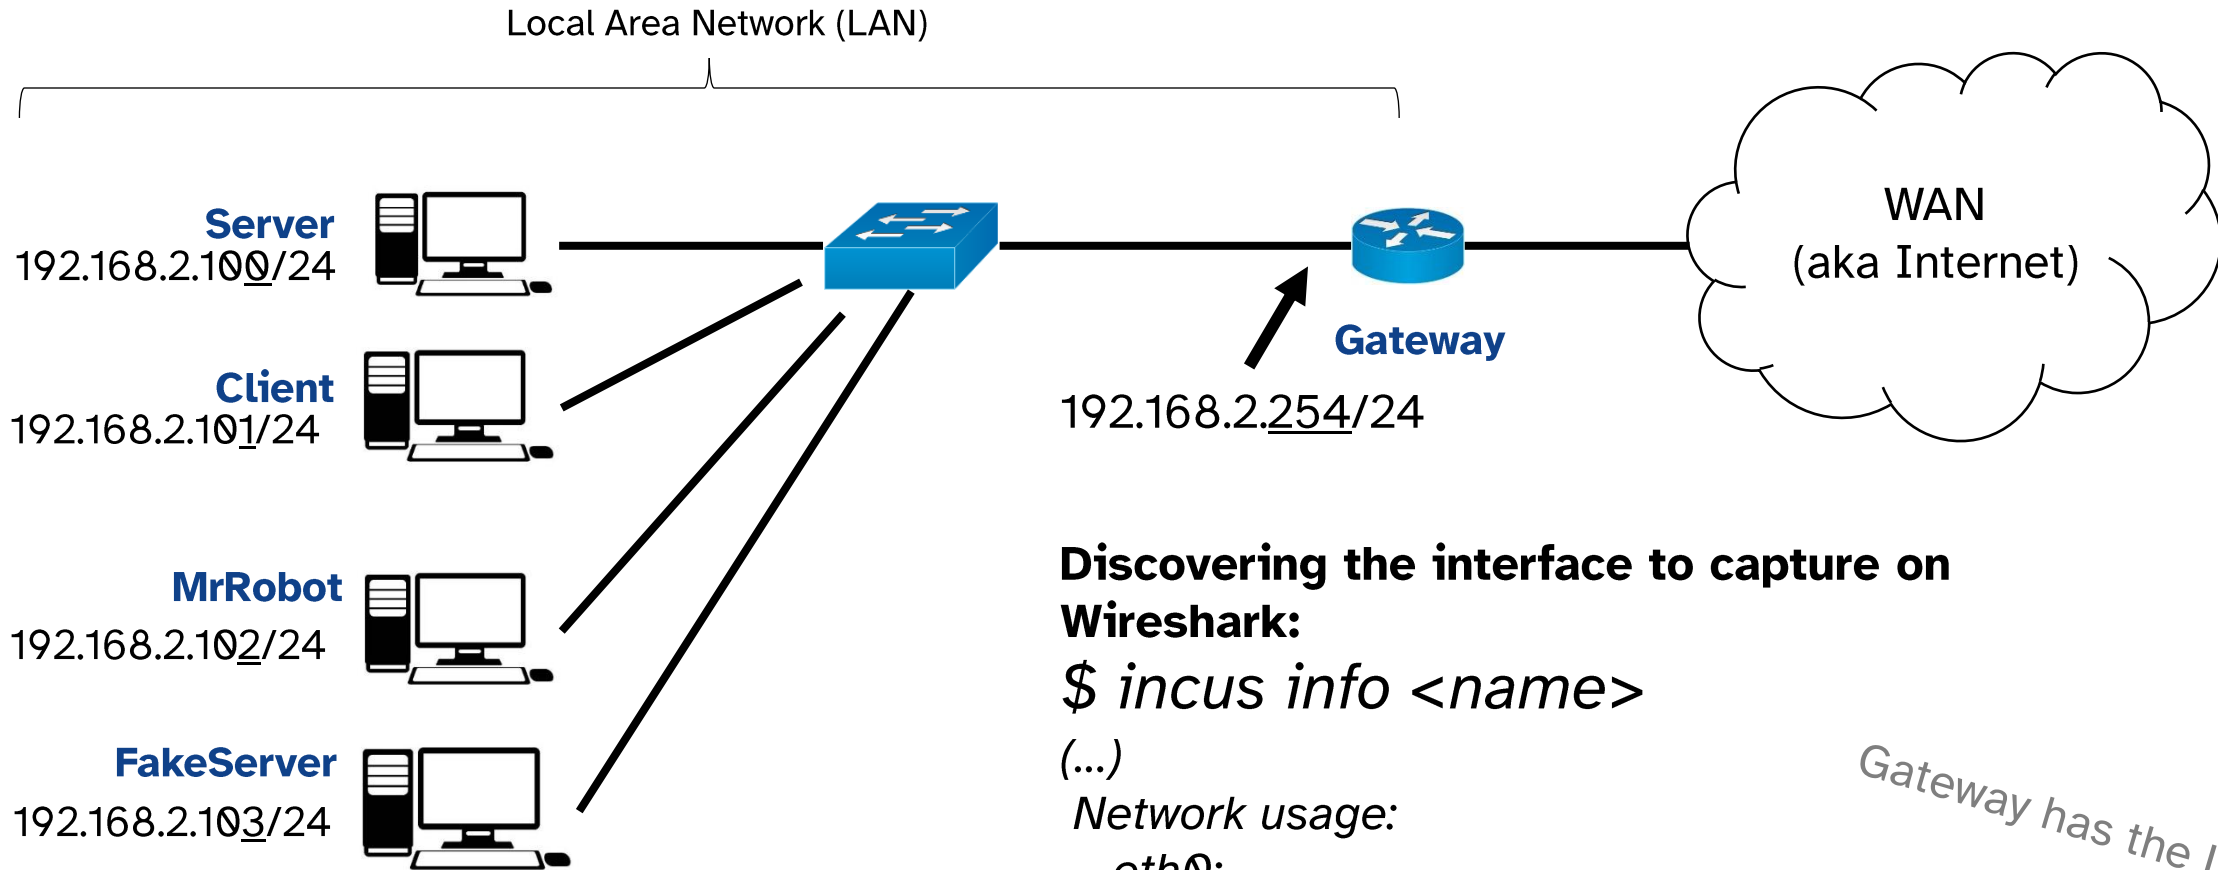 Local Area Network (LAN)
Server
192.168.2.100/24
Client
192.168.2.101/24
MrRobot
192.168.2.102/24
FakeServer
192.168.2.103/24
Gateway
192.168.2.254/24
WAN
(aka Internet)
Discovering the interface to capture on
Wireshark:
$ incus info <name>
(...)
Network usage:
eth0:
Gateway has the